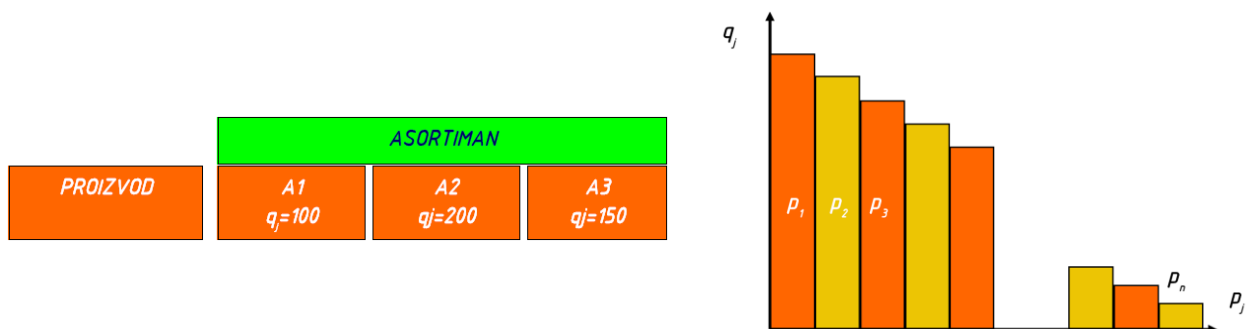 ASORTIMAN
PROIZVOD
A1
qj=100
A2
qj=200
A3
qj=150
qj
p1
p2
p3
pn
pj